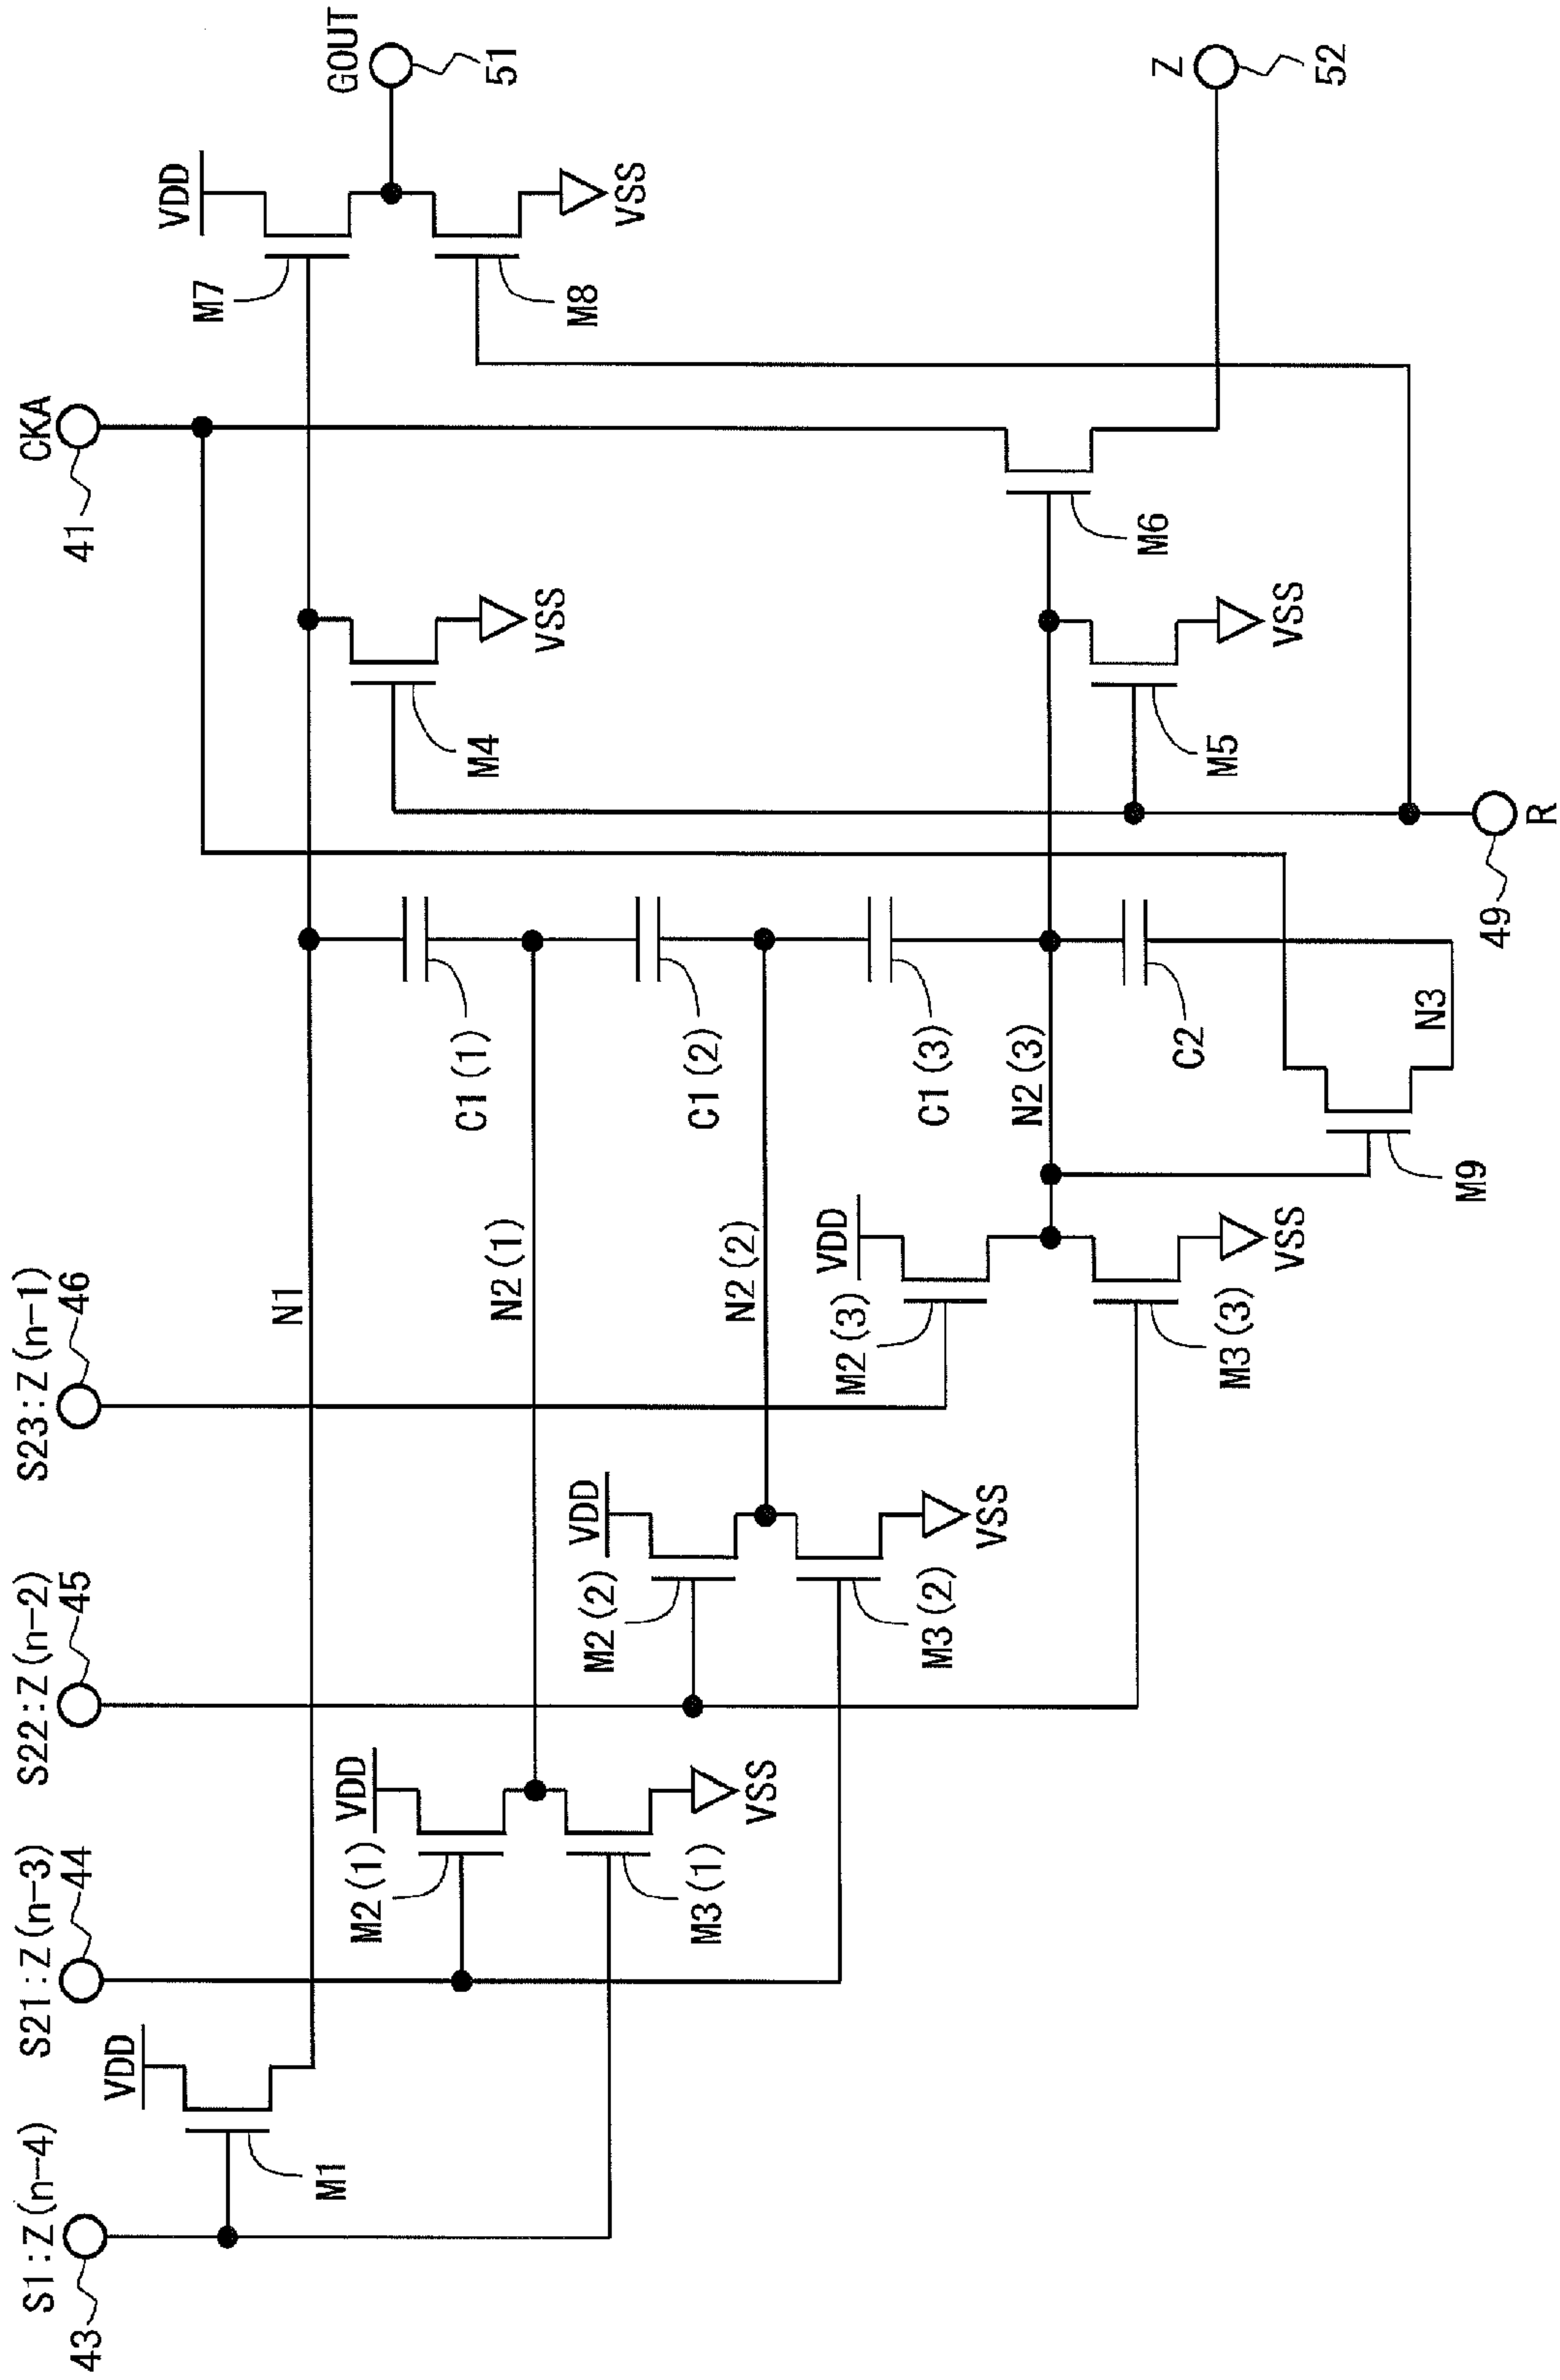 S1:Z(n-4)
43
S21:Z(n-3)
44
S22:Z(n-2)
45
S23:Z(n-1)
46
CKA
41
VDD
M1
N1
VDD
M2(1)
M3(1)
VSS
N2(1)
VDD
M2(2)
M3(2)
VSS
N2(2)
VDD
M2(3)
M3(3)
VSS
N2(3)
C1(1)
C1(2)
C1(3)
C2
N3
M9
M4
VSS
M5
VSS
R
49
M6
VDD
M7
M8
VSS
GOUT
51
Z
52